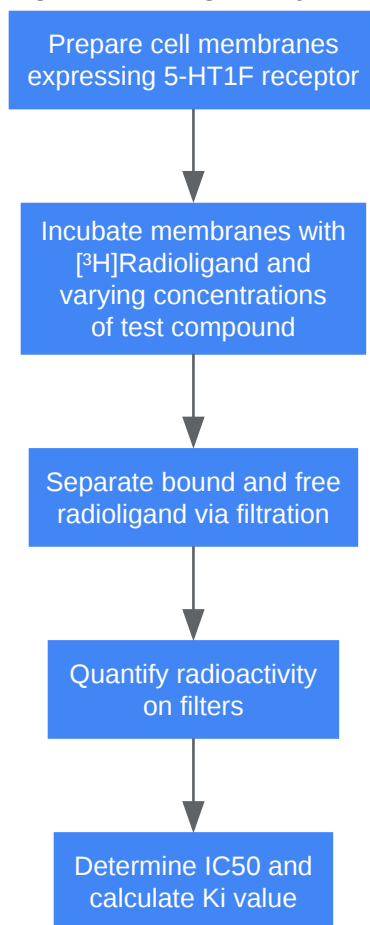 Prepare cell membranes
expressing 5-HT1F receptor
Incubate membranes with
[³H]Radioligand and
varying concentrations
of test compound
Separate bound and free
radioligand via filtration
Quantify radioactivity
on filters
Determine IC50 and
calculate Ki value